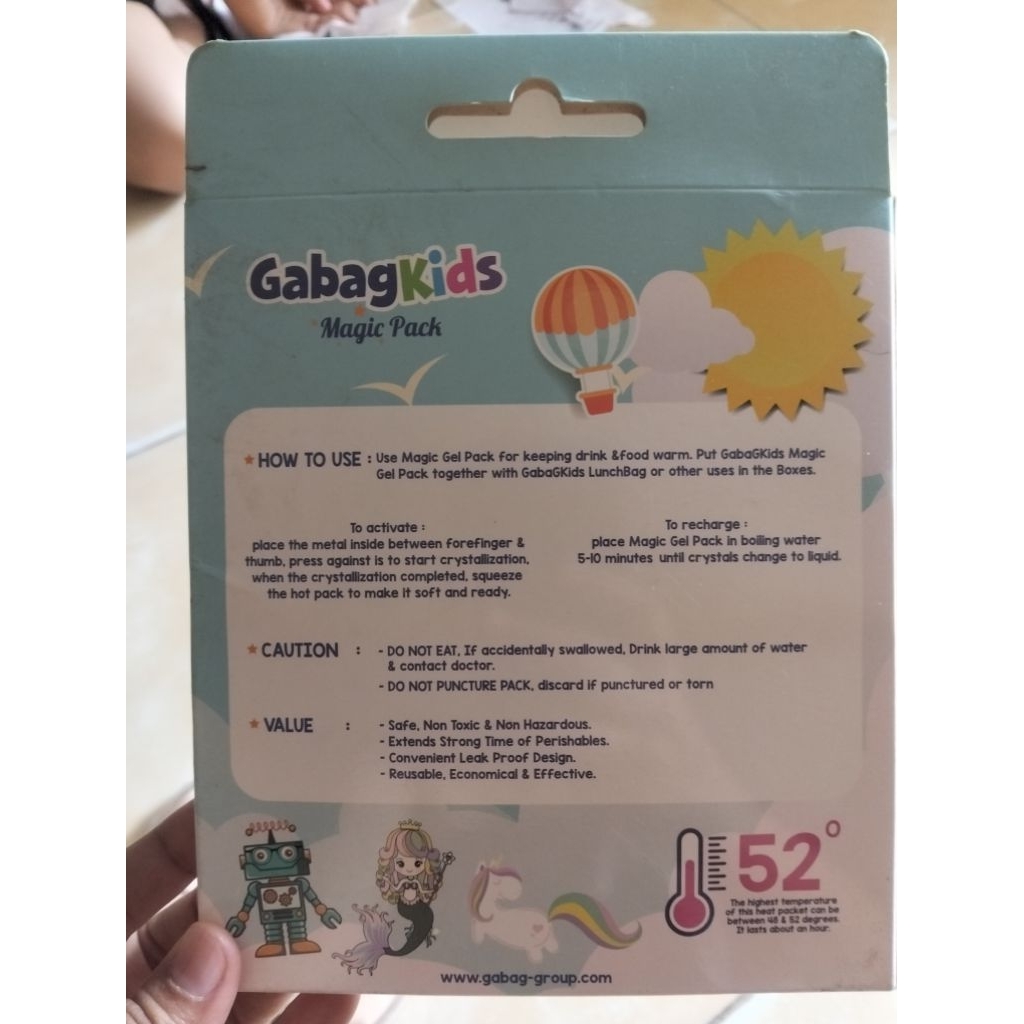 GabagKids
Magic Pack
HOW TO USE : Use Magic Gel Pack for keeping drink &food warm. Put GabaGKids Magic
Gel Pack together with GabaGKids LunchBag or other uses in the Boxes.
To activate :
place the metal inside between forefinger &
thumb, press against is to start crystallization,
when the crystallization completed, squeeze
the hot pack to make it soft and ready.
To recharge :
place Magic Gel Pack in boiling water
5-10 minutes until crystals change to liquid.
CAUTION : - DO NOT EAT, If accidentally swallowed, Drink large amount of water
& contact doctor.
- DO NOT PUNCTURE PACK, discard if punctured or torn
VALUE : - Safe, Non Toxic & Non Hazardous.
- Extends Strong Time of Perishables.
- Convenient Leak Proof Design.
- Reusable, Economical & Effective.
52°
The highest temperature
of this heat packet can be
between 48 & 52 degrees.
It lasts about an hour.
www.gabag-group.com